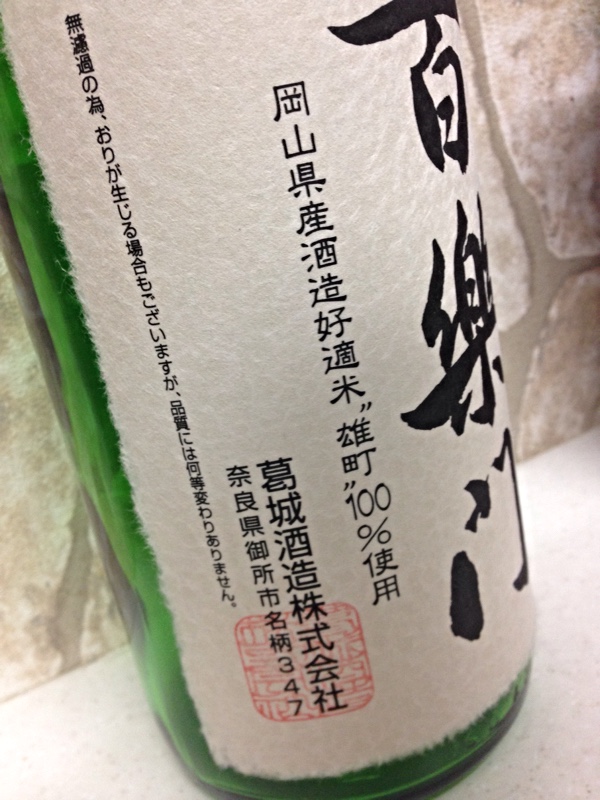 百樂門
岡山県産酒造好適米〝雄町〟100%使用
葛城酒造株式会社
奈良県御所市名柄347
無濾過の為、おりが生じる場合もございますが、品質には何等変わりありません。